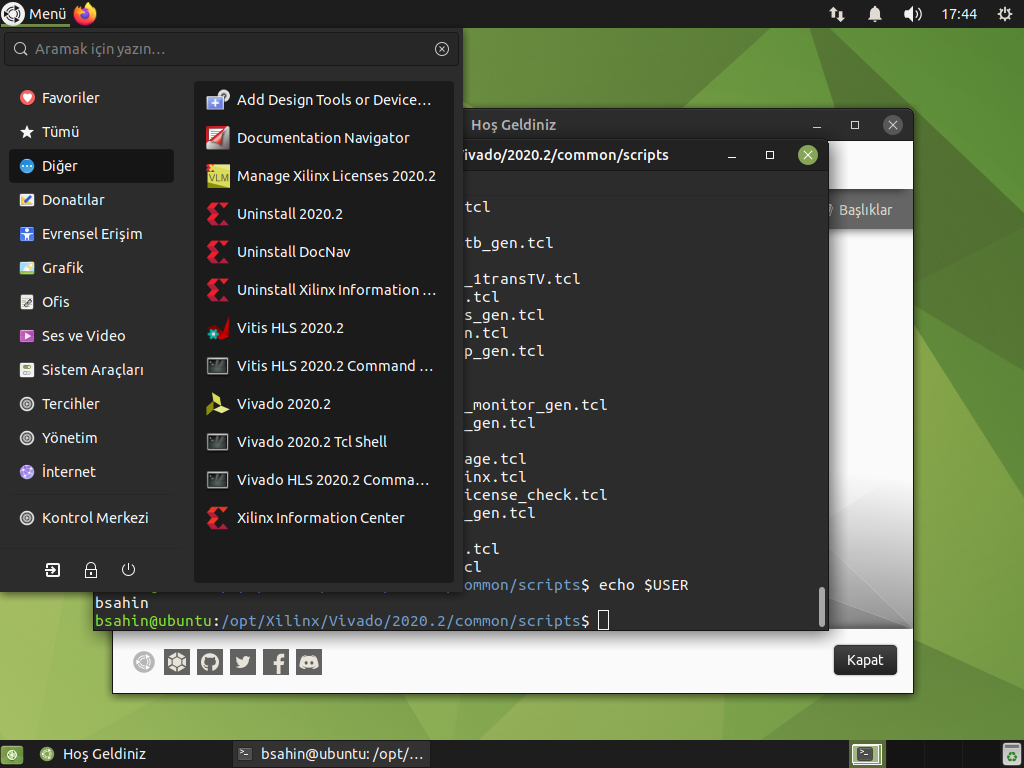 Menü
17:44
Aramak için yazın…
Favoriler
Tümü
Diğer
Donatılar
Evrensel Erişim
Grafik
Ofis
Ses ve Video
Sistem Araçları
Tercihler
Yönetim
İnternet
Kontrol Merkezi
Add Design Tools or Device…
Documentation Navigator
VLM
Manage Xilinx Licenses 2020.2
Uninstall 2020.2
Uninstall DocNav
Uninstall Xilinx Information …
Vitis HLS 2020.2
Vitis HLS 2020.2 Command …
Vivado 2020.2
Vivado 2020.2 Tcl Shell
Vivado HLS 2020.2 Comma…
Xilinx Information Center
Hoş Geldiniz
ivado/2020.2/common/scripts
Başlıklar
tcl
tb_gen.tcl
_1transTV.tcl
.tcl
s_gen.tcl
n.tcl
p_gen.tcl
_monitor_gen.tcl
_gen.tcl
age.tcl
inx.tcl
icense_check.tcl
_gen.tcl
.tcl
cl
ommon/scripts$ echo $USER
bsahin
bsahin@ubuntu:/opt/Xilinx/Vivado/2020.2/common/scripts$
Kapat
Hoş Geldiniz
bsahin@ubuntu: /opt/…